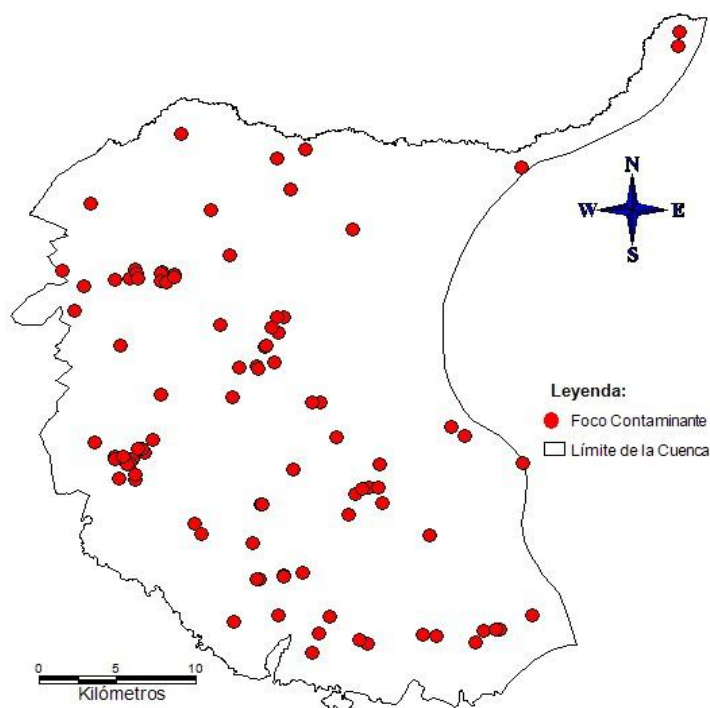 N
W E
S
Leyenda:
Foco Contaminante
Límite de la Cuenca
0 5 10
Kilómetros